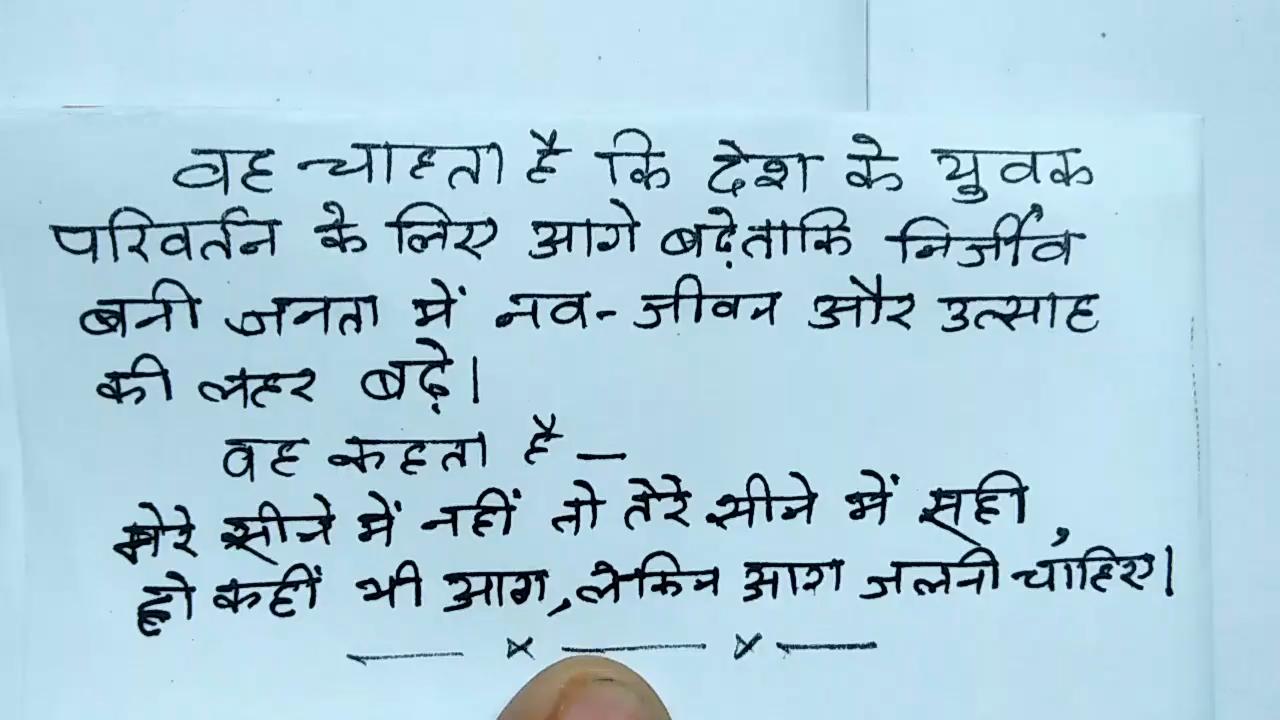 वह चाहता है कि देश के युवक
परिवर्तन के लिए आगे बढ़े ताकि निर्जीव
बनी जनता में नव-जीवन और उत्साह
की लहर बढ़े।
वह कहता है –
मेरे सीने में नहीं तो तेरे सीने में सही,
हो कहीं भी आग, लेकिन आग जलनी चाहिए।
— x — x —